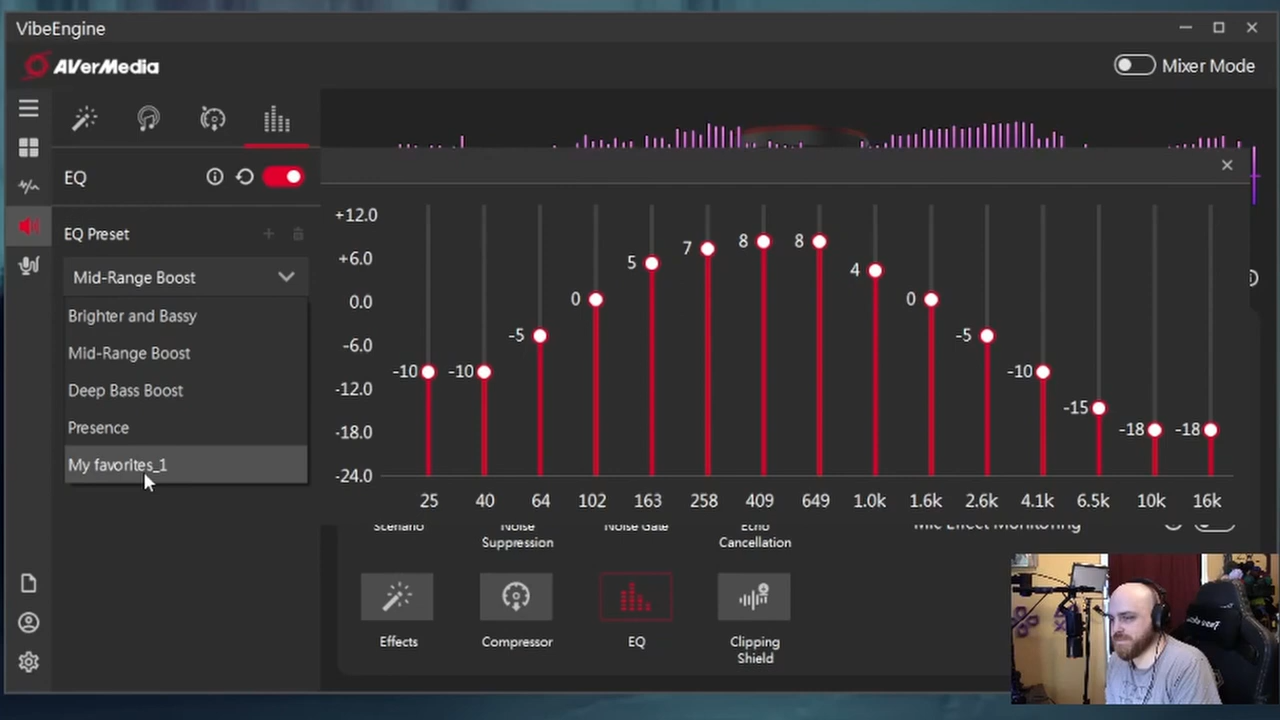 VibeEngine
AVerMedia
Mixer Mode
EQ
EQ Preset
Mid-Range Boost
Brighter and Bassy
Mid-Range Boost
Deep Bass Boost
Presence
My favorites_1
+12.0
+6.0
0.0
-6.0
-12.0
-18.0
-24.0
-10 -10 -5 0 5 7 8 8 4 0 -5 -10 -15 -18 -18
25 40 64 102 163 258 409 649 1.0k 1.6k 2.6k 4.1k 6.5k 10k 16k
Scenario Noise Suppression Noise Gate Echo Cancellation
Mic Effect Monitoring
Effects Compressor EQ Clipping Shield